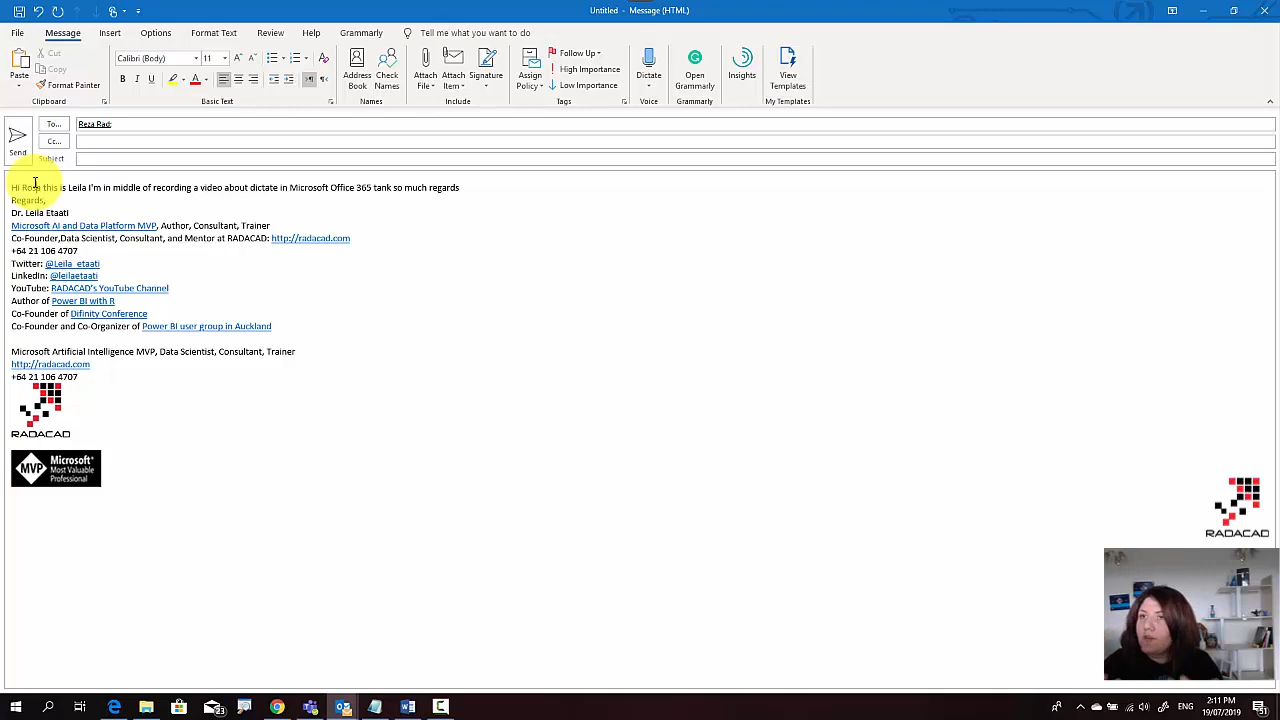 Untitled - Message (HTML)
File Message Insert Options Format Text Review Help Grammarly Tell me what you want to do
Paste
Cut
Copy
Format Painter
Clipboard
Calibri (Body) 11
B I U
Basic Text
Address Book
Check Names
Names
Attach File
Attach Item
Signature
Include
Assign Policy
Follow Up
High Importance
Low Importance
Tags
Dictate
Voice
Open Grammarly
Grammarly
Insights
View Templates
My Templates
Send
To... Reza Rad;
Cc...
Subject
this is Leila I'm in middle of recording a video about dictate in Microsoft Office 365 tank so much regards
Regards,
Dr. Leila Etaati
Microsoft AI and Data Platform MVP, Author, Consultant, Trainer
Co-Founder,Data Scientist, Consultant, and Mentor at RADACAD: http://radacad.com
+64 21 106 4707
Twitter: @Leila_etaati
LinkedIn: @leilaetaati
YouTube: RADACAD's YouTube Channel
Author of Power BI with R
Co-Founder of Difinity Conference
Co-Founder and Co-Organizer of Power BI user group in Auckland
Microsoft Artificial Intelligence MVP, Data Scientist, Consultant, Trainer
http://radacad.com
+64 21 106 4707
RADACAD
MVP Microsoft® Most Valuable Professional
RADACAD
23
ENG
2:11 PM
19/07/2019